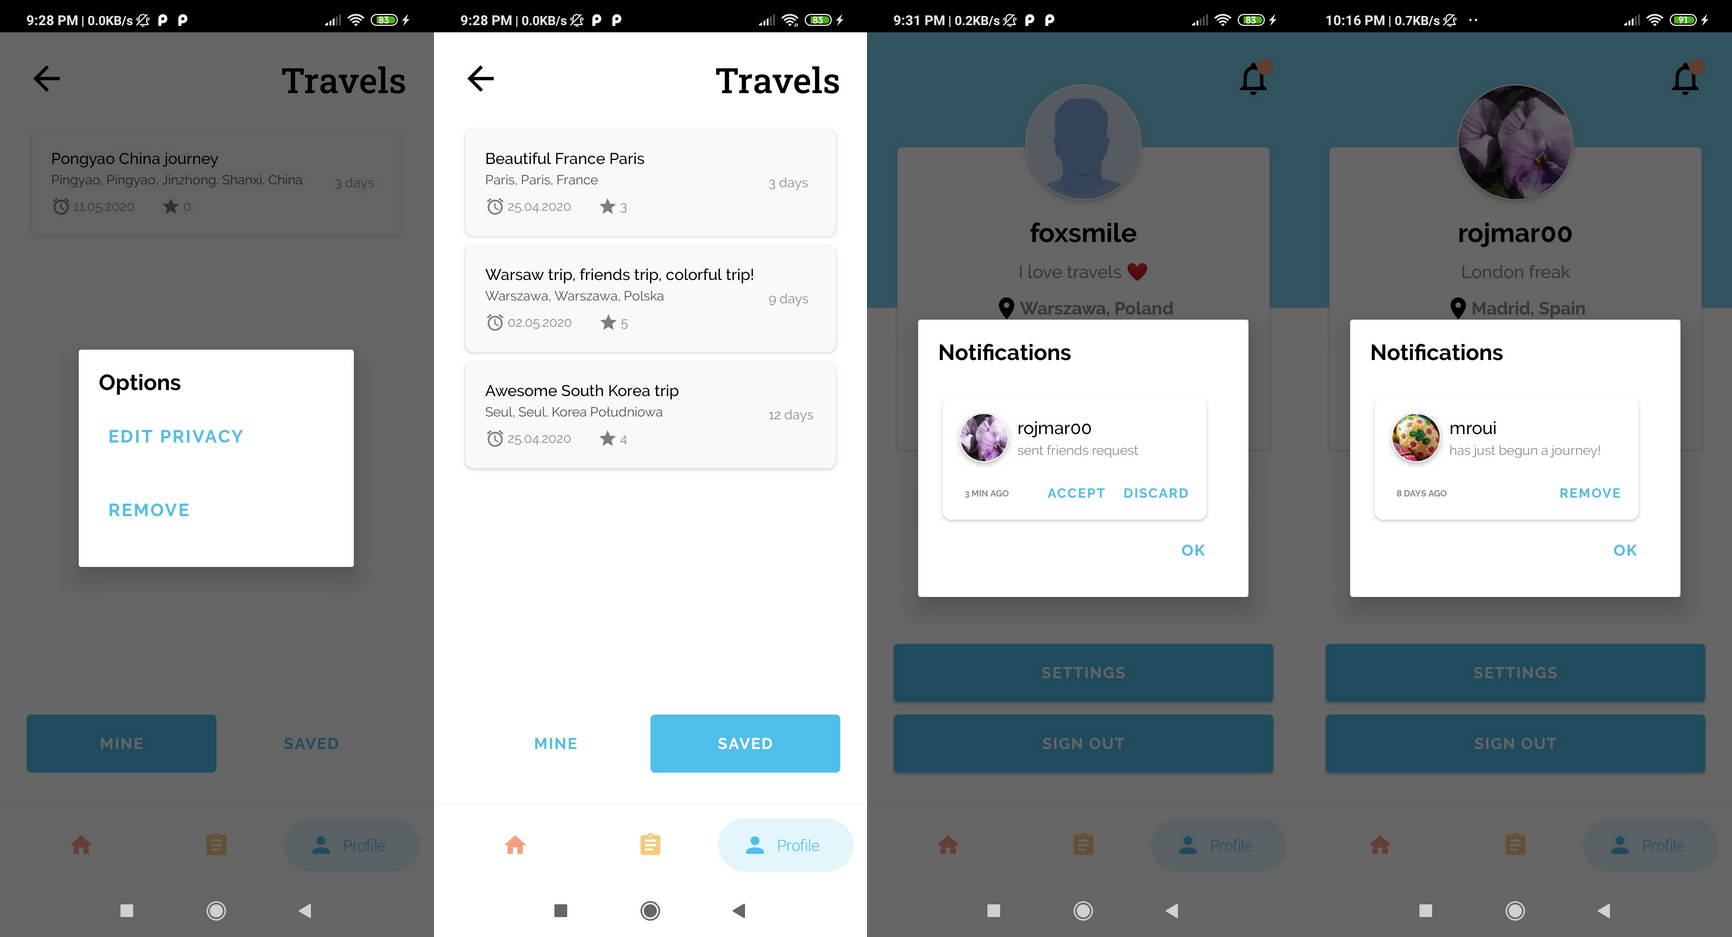 9:28 PM | 0.0KB/s
83
Travels
Pongyao China journey
Pingyao, Pingyao, Jinzhong, Shanxi, China
3 days
11.05.2020
0
Options
EDIT PRIVACY
REMOVE
MINE
SAVED
Profile
9:28 PM | 0.0KB/s
83
Travels
Beautiful France Paris
Paris, Paris, France
3 days
25.04.2020
3
Warsaw trip, friends trip, colorful trip!
Warszawa, Warszawa, Polska
9 days
02.05.2020
5
Awesome South Korea trip
Seul, Seul, Korea Południowa
12 days
25.04.2020
4
MINE
SAVED
Profile
9:31 PM | 0.2KB/s
83
foxsmile
I love travels ❤️
Warszawa, Poland
Notifications
rojmar00
sent friends request
3 MIN AGO
ACCEPT
DISCARD
OK
SETTINGS
SIGN OUT
Profile
10:16 PM | 0.7KB/s
91
rojmar00
London freak
Madrid, Spain
Notifications
mroui
has just begun a journey!
8 DAYS AGO
REMOVE
OK
SETTINGS
SIGN OUT
Profile